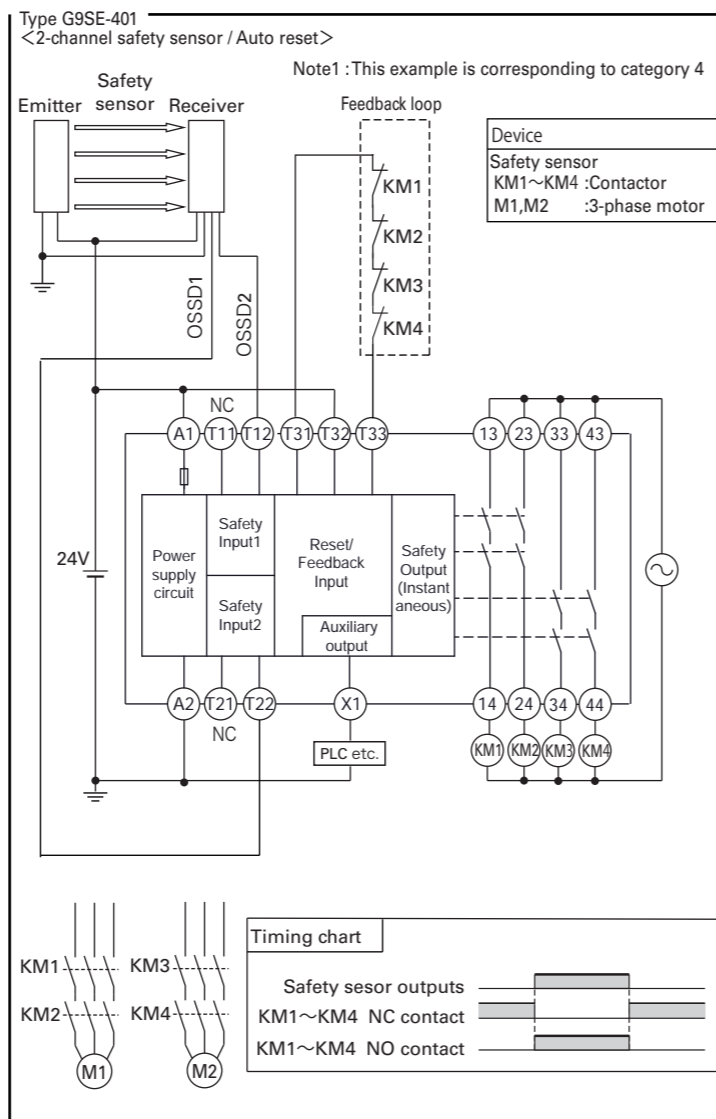 Type G9SE-401
<2-channel safety sensor / Auto reset>
Note1 : This example is corresponding to category 4
Safety
sensor
Emitter
Receiver
Feedback loop
KM1
KM2
KM3
KM4
Device
Safety sensor
KM1～KM4 :Contactor
M1,M2 :3-phase motor
OSSD1
OSSD2
NC
A1
T11
T12
T31
T32
T33
13
23
33
43
24V
Power
supply
circuit
Safety
Input1
Safety
Input2
Reset/
Feedback
Input
Auxiliary
output
Safety
Output
(Instant
aneous)
A2
T21
T22
X1
14
24
34
44
NC
PLC etc.
KM1
KM2
KM3
KM4
KM1
KM2
M1
KM3
KM4
M2
Timing chart
Safety sesor outputs
KM1～KM4 NC contact
KM1～KM4 NO contact